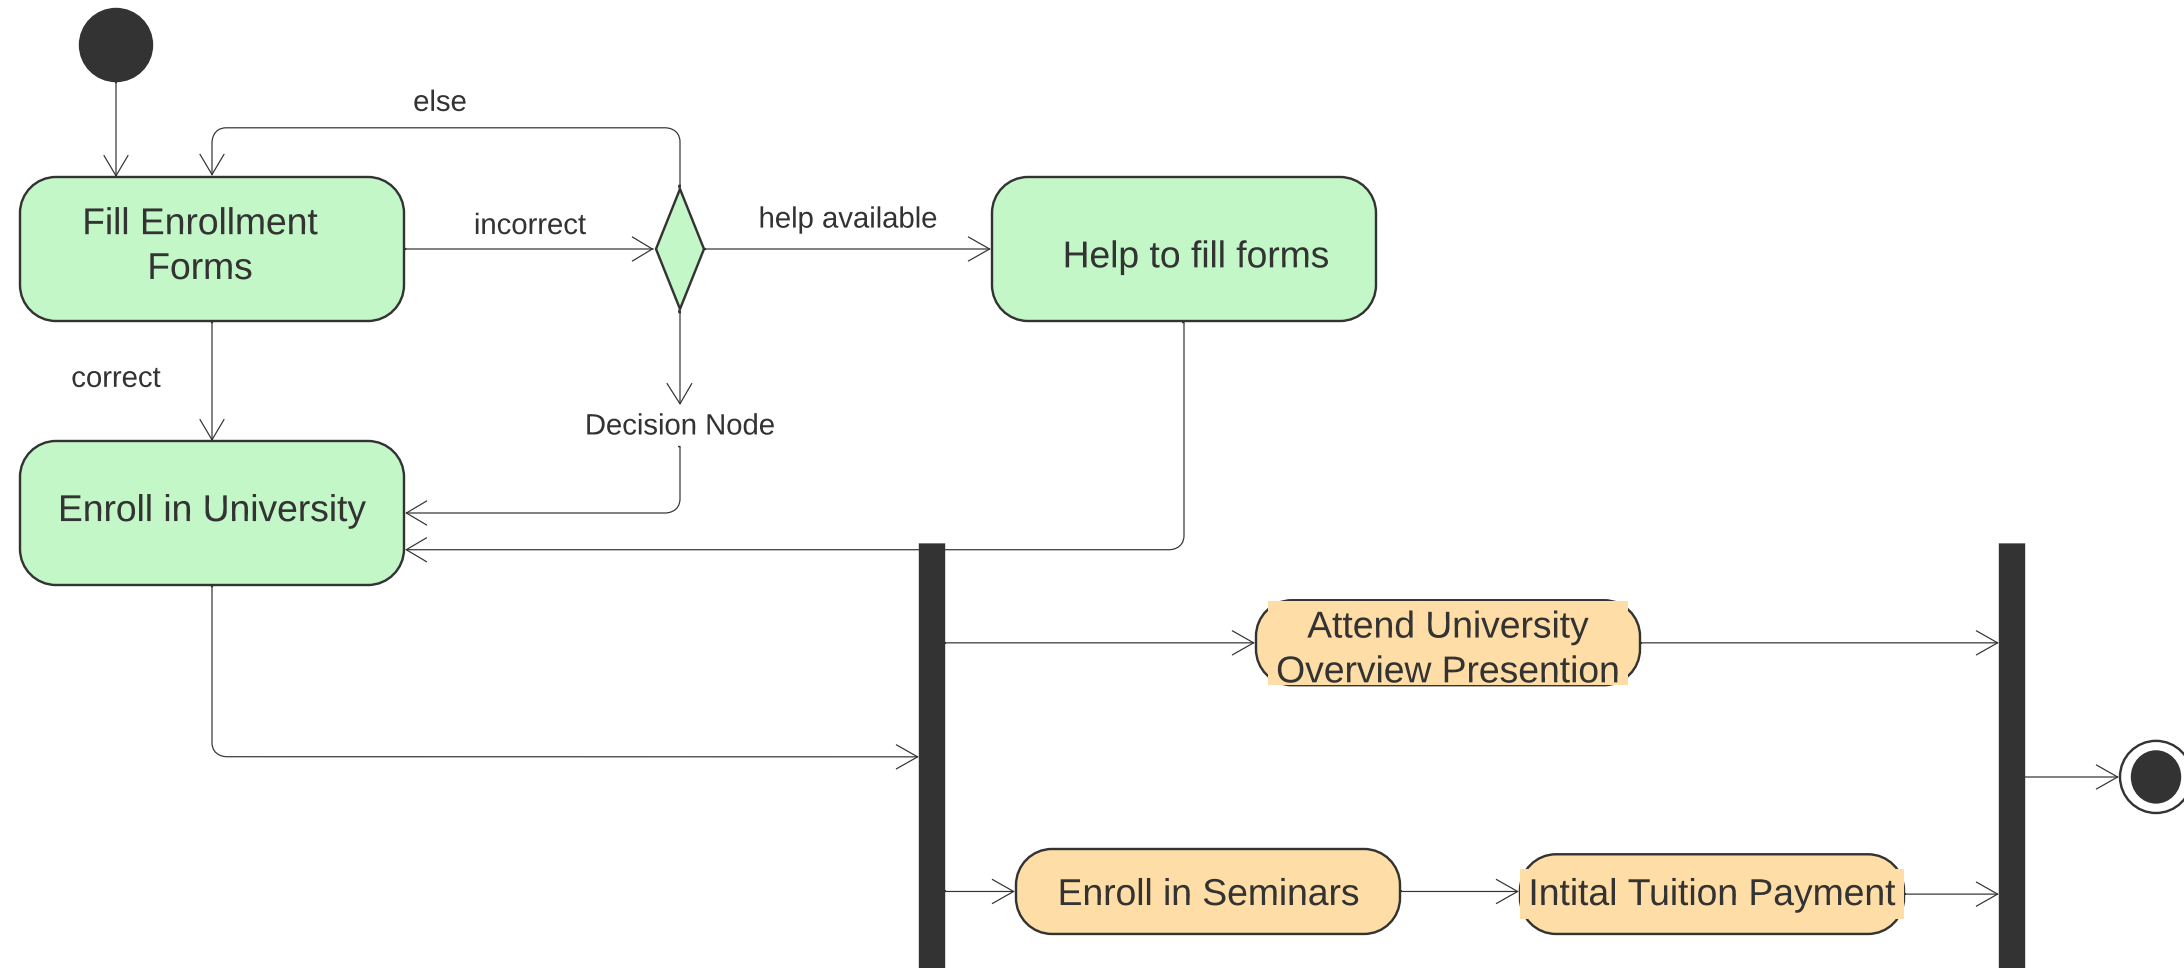 else
Fill Enrollment
Forms
incorrect
help available
Help to fill forms
correct
Decision Node
Enroll in University
Attend University
Overview Presention
Enroll in Seminars
Intital Tuition Payment